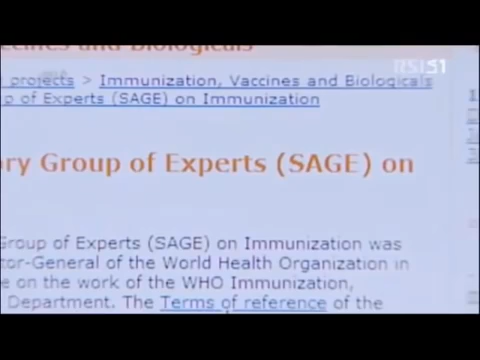 ccines and Biologicals
RSI S1
projects > Immunization, Vaccines and Biologicals
p of Experts (SAGE) on Immunization
ory Group of Experts (SAGE) on
Group of Experts (SAGE) on Immunization was
tor-General of the World Health Organization in
e on the work of the WHO Immunization,
Department. The Terms of reference of the